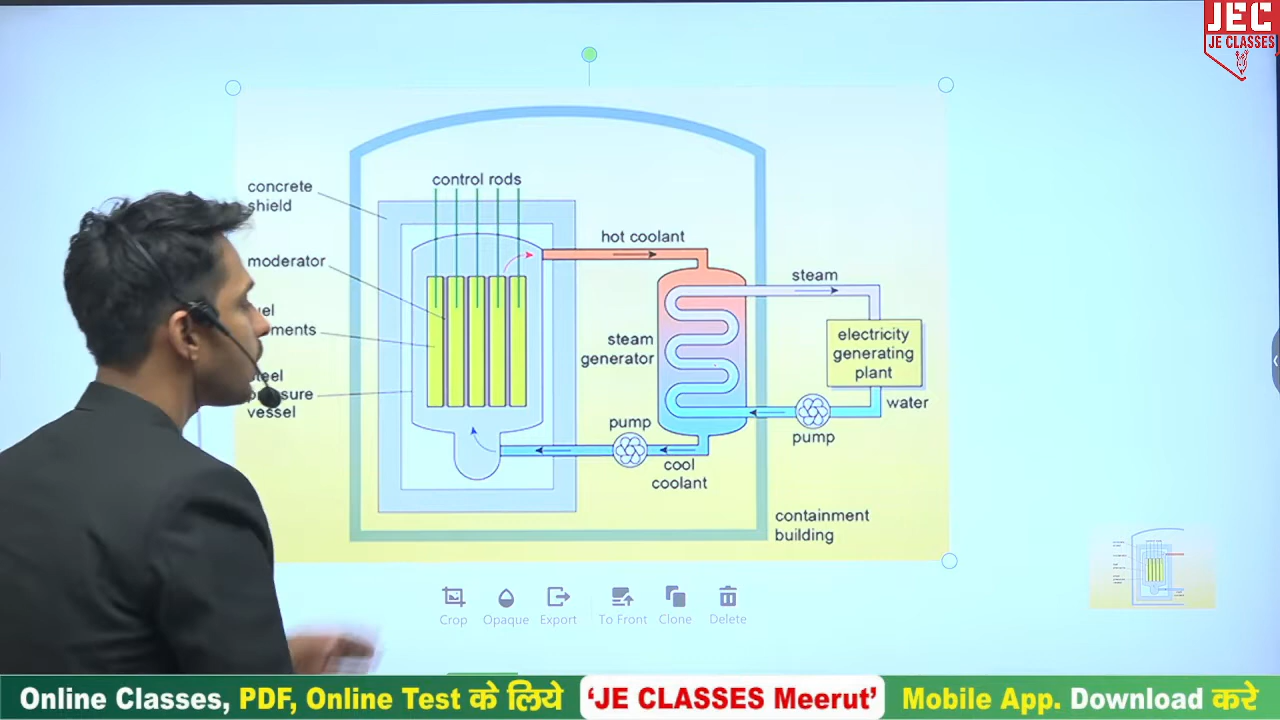 JEC
JE CLASSES
control rods
concrete
shield
hot coolant
moderator
steam
steam
generator
electricity
generating
plant
vessel
pump
water
pump
cool
coolant
containment
building
Crop
Opaque
Export
To Front
Clone
Delete
Online Classes, PDF, Online Test के लिये 'JE CLASSES Meerut' Mobile App. Download करे